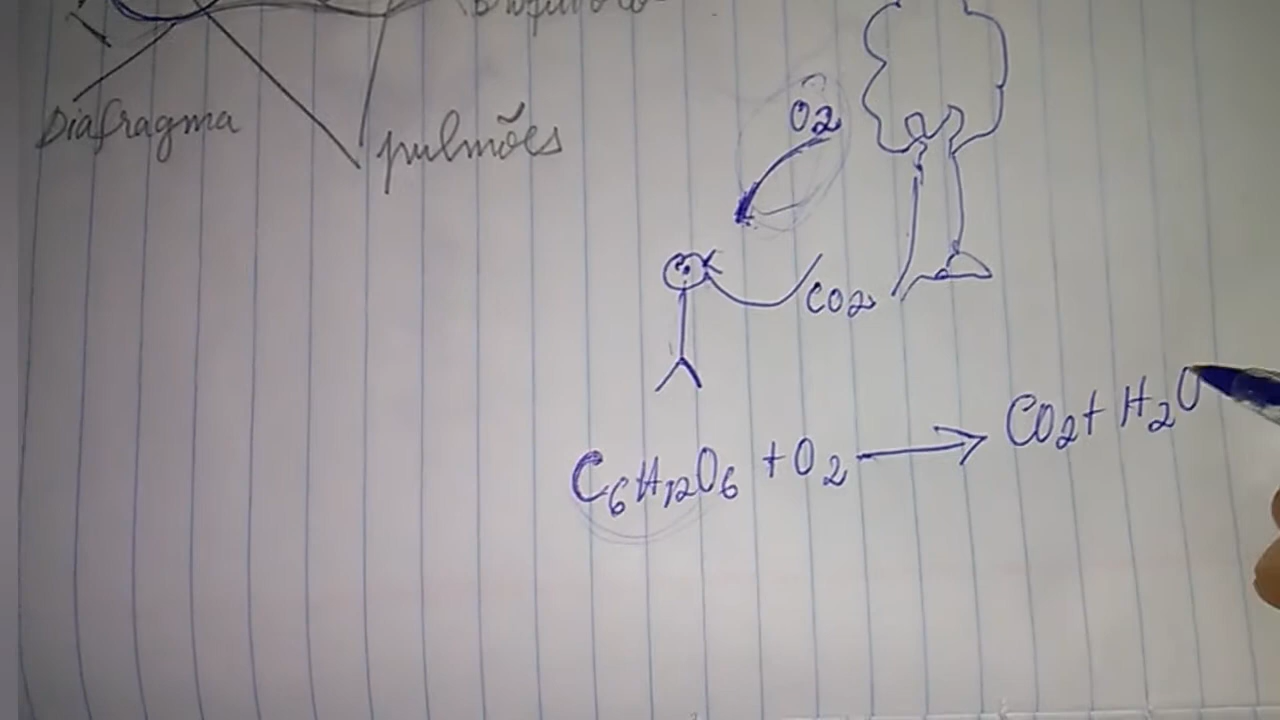 Diafragma
pulmões
O2
CO2
C₆H₁₂O₆ + O₂ → CO₂ + H₂O